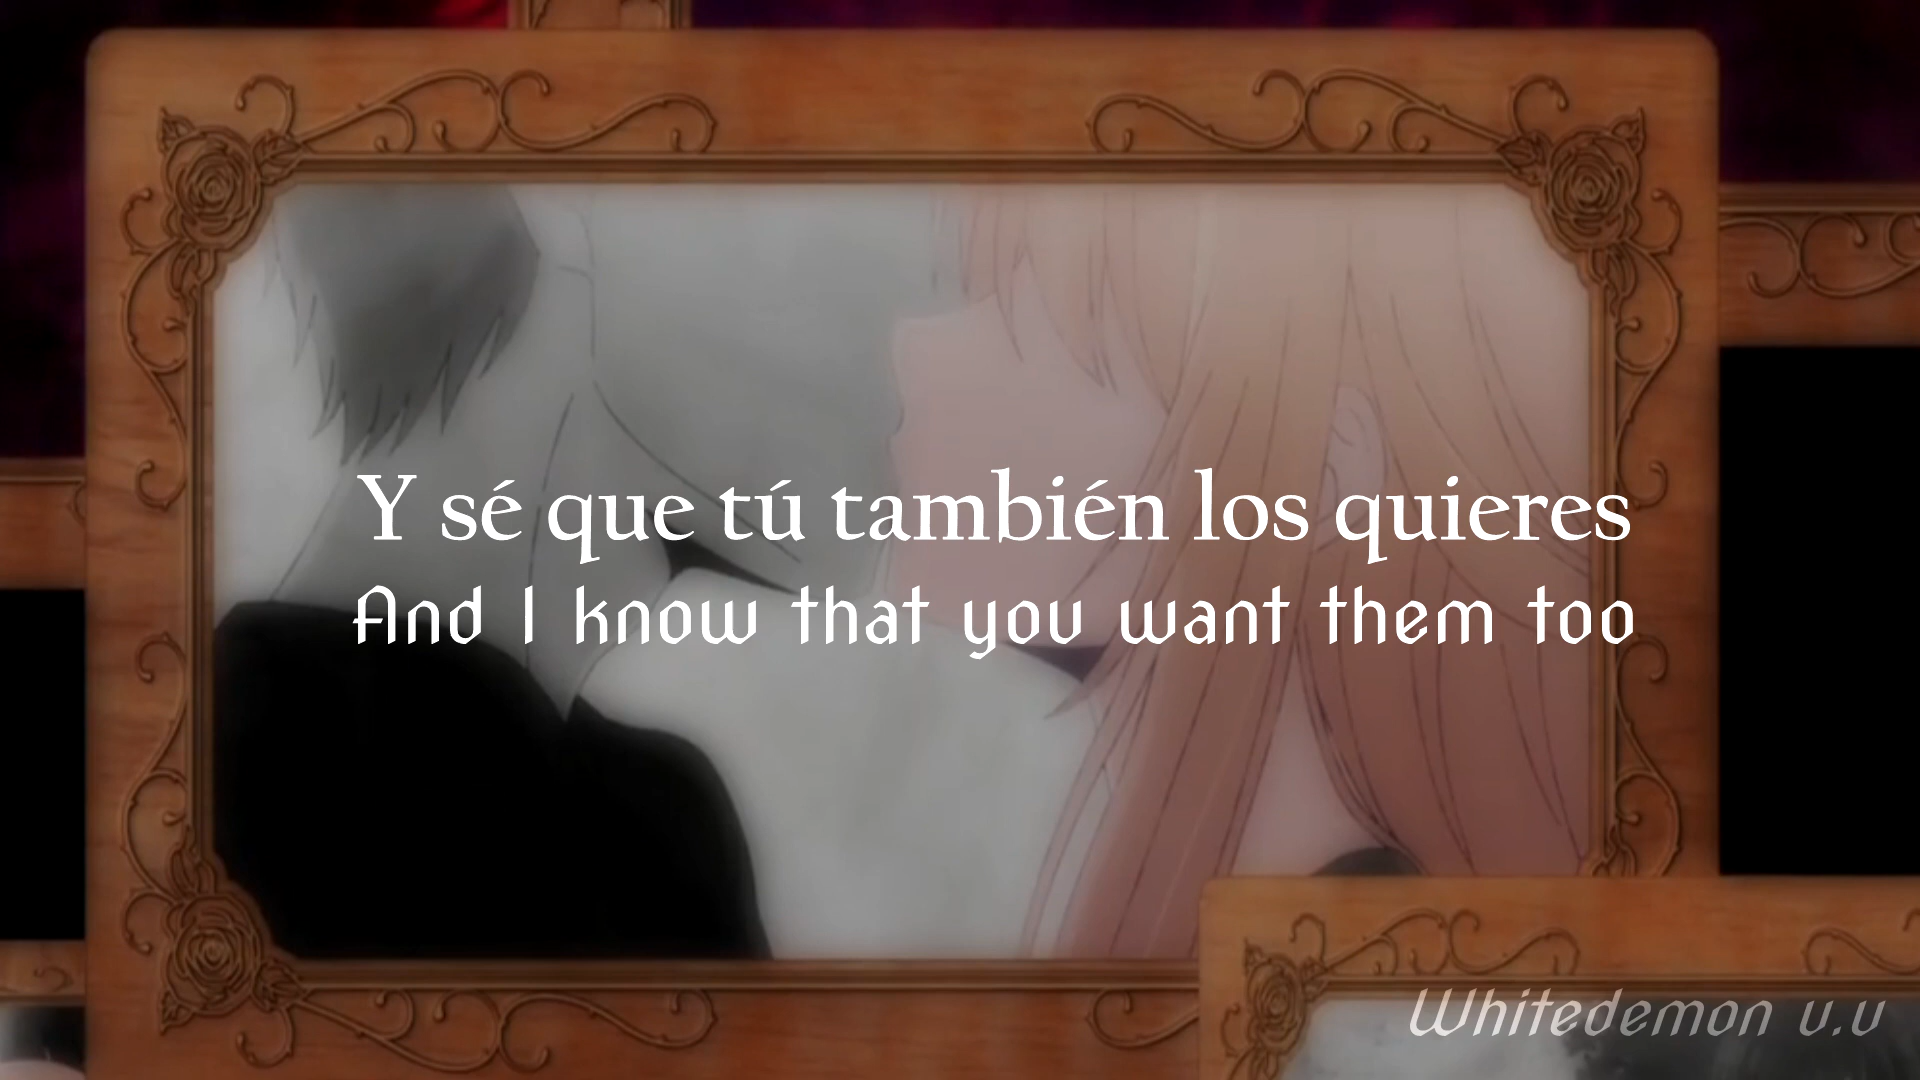 Y sé que tú también los quieres
And I know that you want them too
Whitedemon u.u